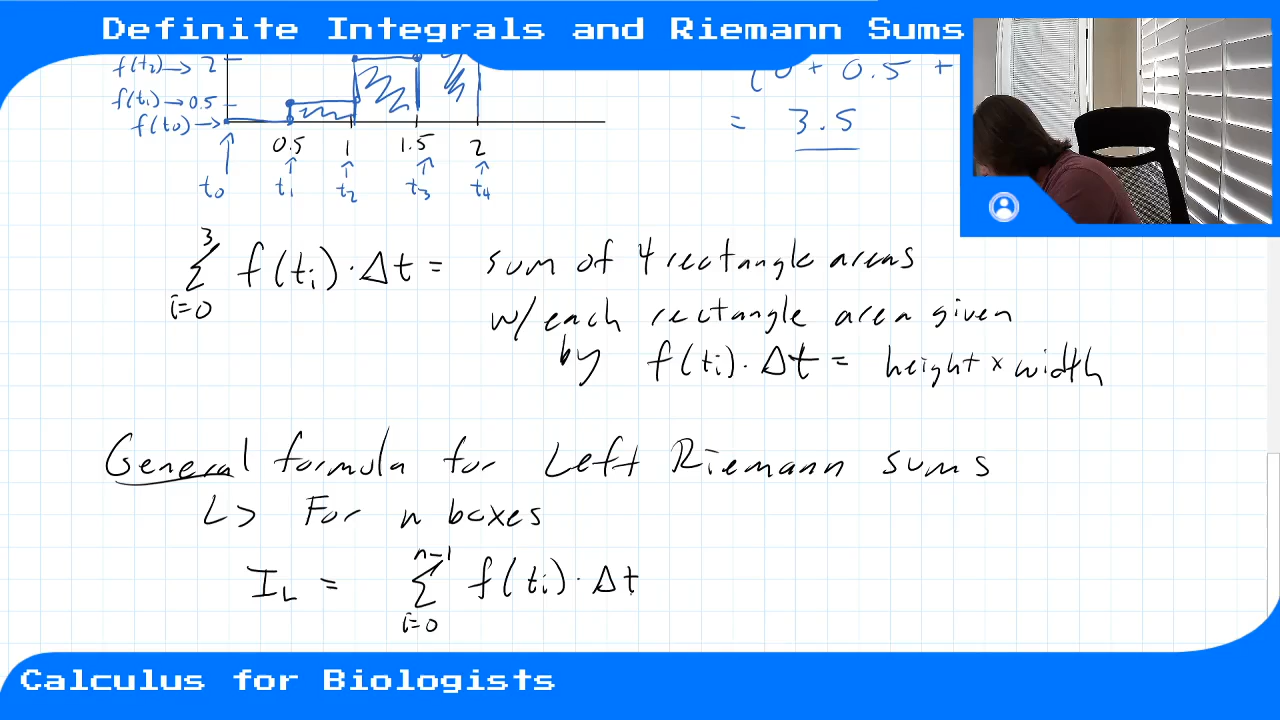 Definite Integrals and Riemann Sums
f(t2) → 2
f(t1) → 0.5
f(t0) →
(0 + 0.5 +
= 3.5
0.5 1 1.5 2
t0 t1 t2 t3 t4
3
Σ f(ti) · Δt = sum of 4 rectangle areas
i=0
w/ each rectangle area given
by f(ti) · Δt = height × width
General formula for Left Riemann sums
↳ For n boxes
n-1
I_L = Σ f(ti) · Δt
i=0
Calculus for Biologists